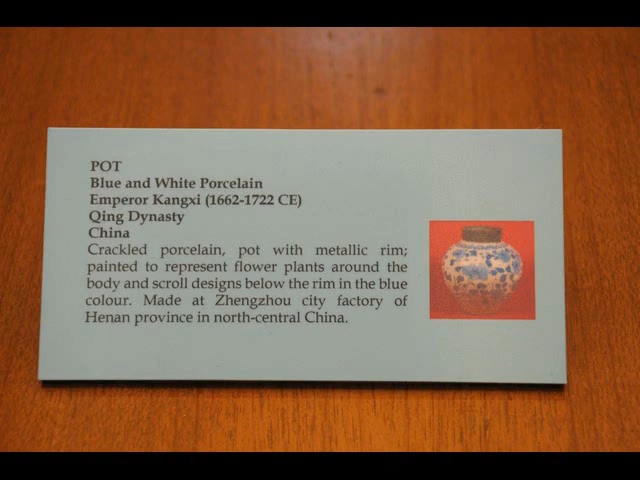 POT
Blue and White Porcelain
Emperor Kangxi (1662-1722 CE)
Qing Dynasty
China
Crackled porcelain, pot with metallic rim;
painted to represent flower plants around the
body and scroll designs below the rim in the blue
colour. Made at Zhengzhou city factory of
Henan province in north-central China.